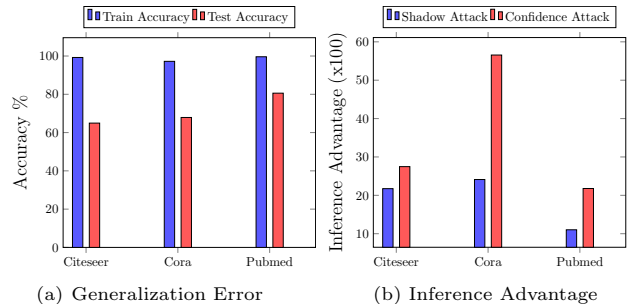 Train Accuracy Test Accuracy
Accuracy %
100
80
60
40
20
0
Citeseer Cora Pubmed
(a) Generalization Error
Shadow Attack Confidence Attack
Inference Advantage (x100)
60
50
40
30
20
10
Citeseer Cora Pubmed
(b) Inference Advantage